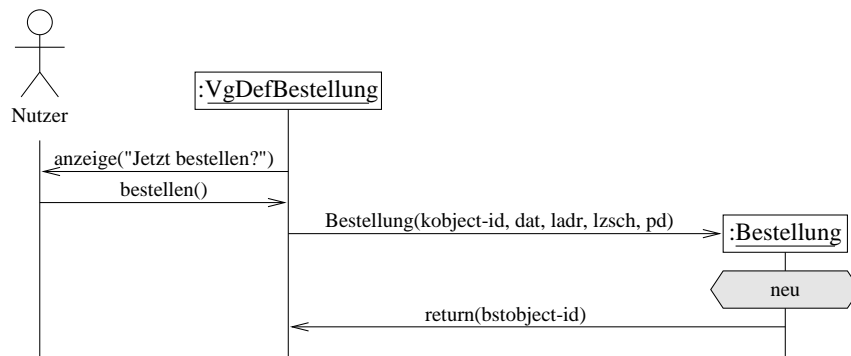 :VgDefBestellung
Nutzer
anzeige("Jetzt bestellen?")
bestellen()
Bestellung(kobject-id, dat, ladr, lzsch, pd)
:Bestellung
neu
return(bstobject-id)